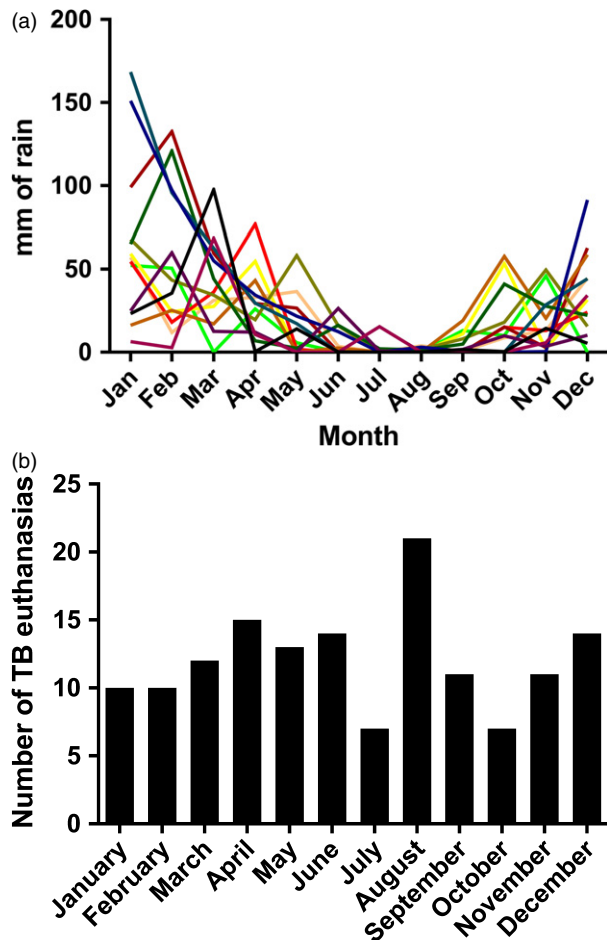 (a)
200
150
100
50
0
mm of rain
Jan Feb Mar Apr May Jun Jul Aug Sep Oct Nov Dec
Month
(b)
25
20
15
10
5
0
Number of TB euthanasias
January February March April May June July August September October November December